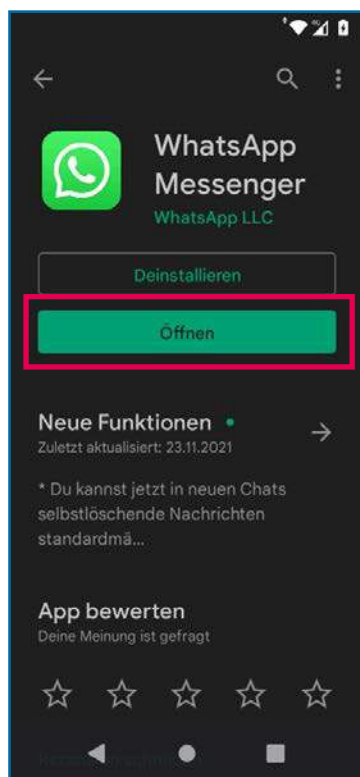 WhatsApp
Messenger
WhatsApp LLC
Deinstallieren
Öffnen
Neue Funktionen
Zuletzt aktualisiert: 23.11.2021
* Du kannst jetzt in neuen Chats
selbstlöschende Nachrichten
standardmä...
App bewerten
Deine Meinung ist gefragt